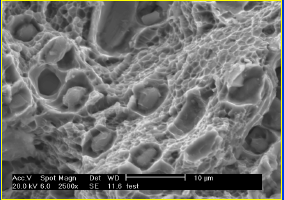 Acc.V Spot Magn Det WD 10 µm
20.0 kV 6.0 2500x SE 11.6 test